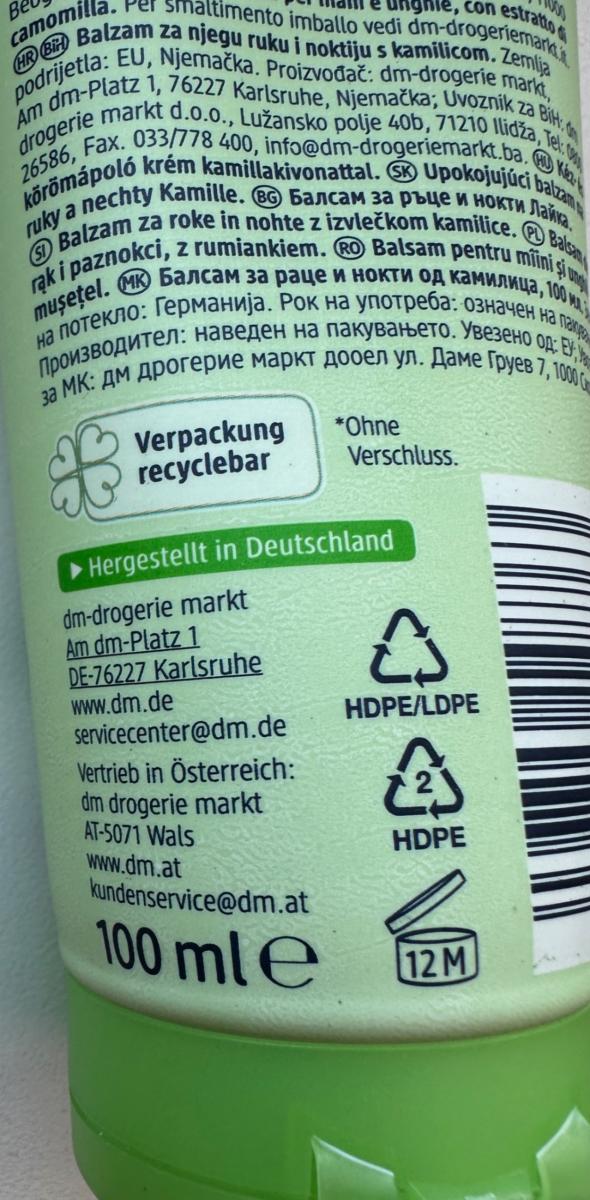 camomilla. Per smaltimento imballo vedi dm-drogeriemarkt.it.
HR BIH Balzam za njegu ruku i noktiju s kamilicom. Zemlja
podrijetla: EU, Njemačka. Proizvođač: dm-drogerie markt,
Am dm-Platz 1, 76227 Karlsruhe, Njemačka; Uvoznik za BiH: dm
drogerie markt d.o.o., Lužansko polje 40b, 71210 Ilidža, Tel:
26586, Fax. 033/778 400, info@dm-drogeriemarkt.ba. HU
körömápoló krém kamillakivonattal. SK Upokojujúci balzam na
ruky a nechty Kamille. BG Балсам за ръце и нокти Лайка.
SI Balzam za roke in nohte z izvlečkom kamilice. PL Balsam
rąk i paznokci, z rumiankiem. RO Balsam pentru mîini și
mușețel. MK Балсам за раце и нокти од камилица, 100 мл.
на потекло: Германија. Рок на употреба: означен на
Производител: наведен на пакувањето. Увезено од: ЕУ,
за МК: дм дрогерие маркт дооел ул. Даме Груев 7, 1000
Verpackung
recyclebar
*Ohne
Verschluss.
Hergestellt in Deutschland
dm-drogerie markt
Am dm-Platz 1
DE-76227 Karlsruhe
www.dm.de
servicecenter@dm.de
HDPE/LDPE
Vertrieb in Österreich:
dm drogerie markt
AT-5071 Wals
www.dm.at
kundenservice@dm.at
2
HDPE
100 ml e
12 M